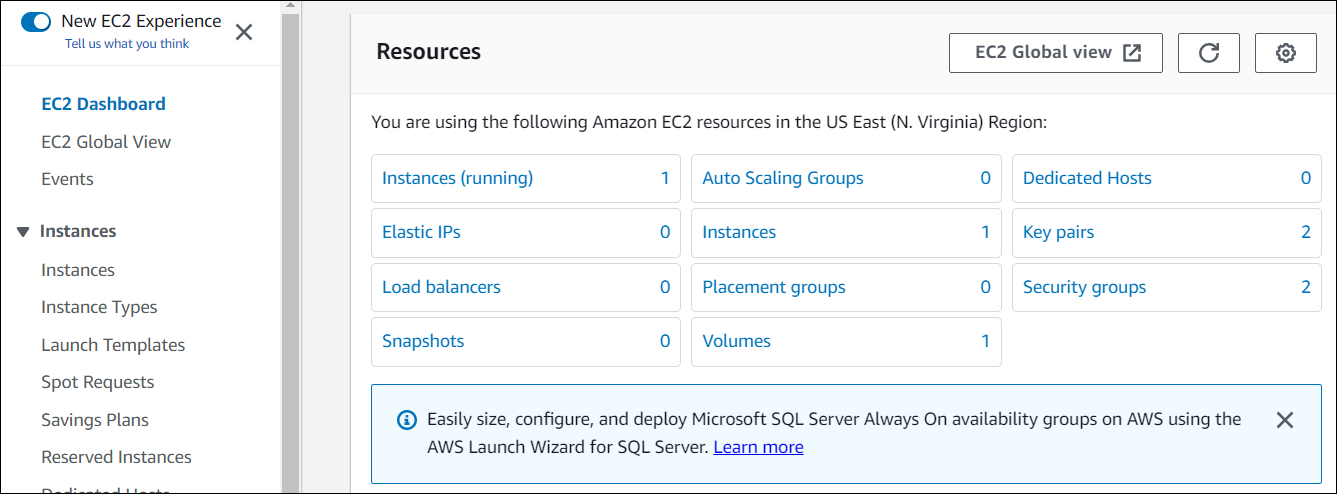 New EC2 Experience
Tell us what you think
EC2 Dashboard
EC2 Global View
Events
Instances
Instances
Instance Types
Launch Templates
Spot Requests
Savings Plans
Reserved Instances
Dedicated Hosts
Resources
EC2 Global view
You are using the following Amazon EC2 resources in the US East (N. Virginia) Region:
Instances (running) 1 Auto Scaling Groups 0 Dedicated Hosts 0
Elastic IPs 0 Instances 1 Key pairs 2
Load balancers 0 Placement groups 0 Security groups 2
Snapshots 0 Volumes 1
Easily size, configure, and deploy Microsoft SQL Server Always On availability groups on AWS using the
AWS Launch Wizard for SQL Server. Learn more